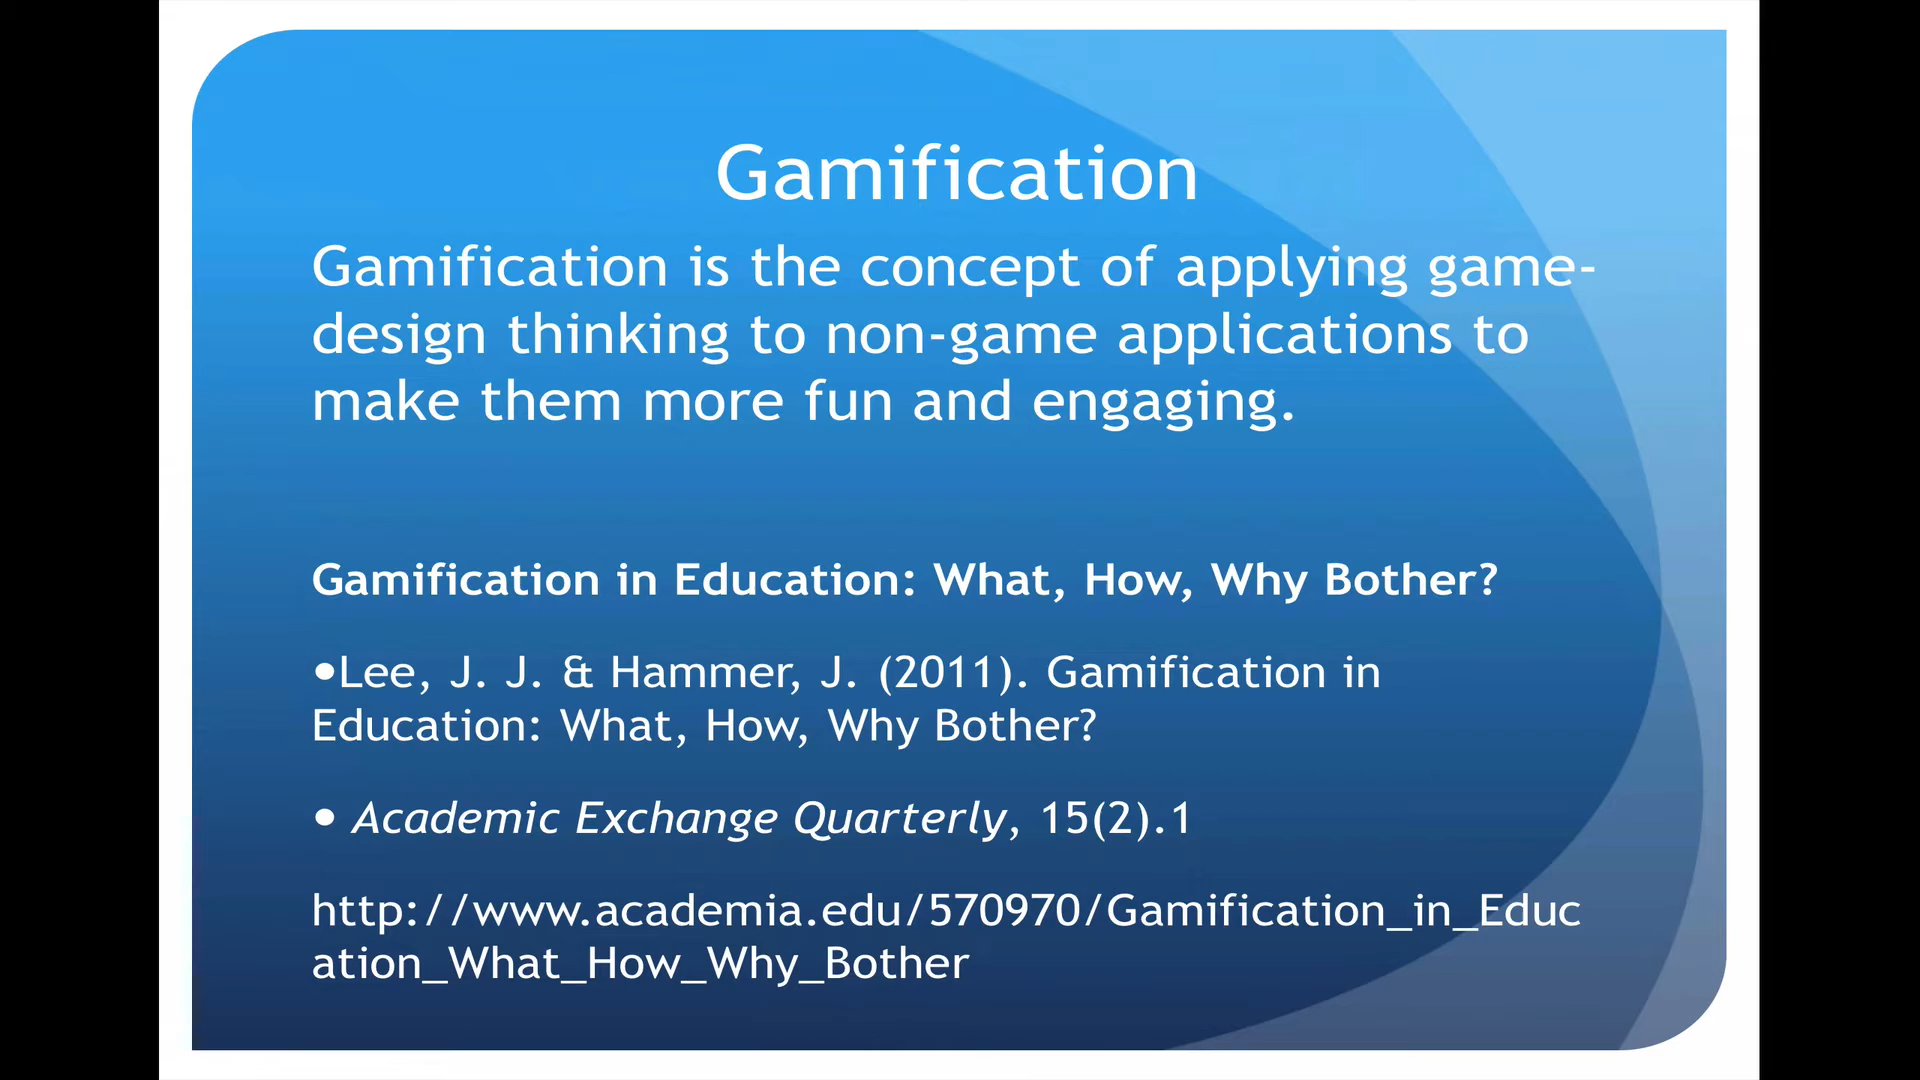 Gamification
Gamification is the concept of applying game-
design thinking to non-game applications to
make them more fun and engaging.
Gamification in Education: What, How, Why Bother?
•Lee, J. J. & Hammer, J. (2011). Gamification in
Education: What, How, Why Bother?
• Academic Exchange Quarterly, 15(2).1
http://www.academia.edu/570970/Gamification_in_Educ
ation_What_How_Why_Bother